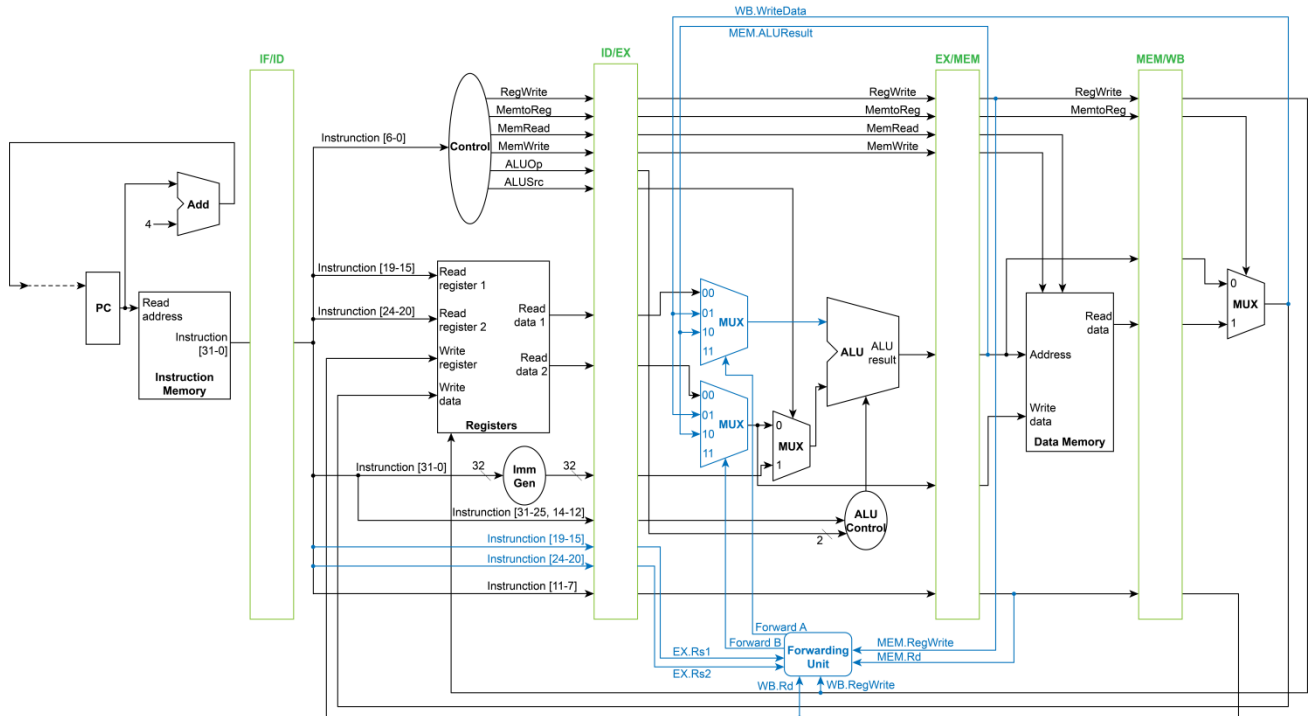 WB.WriteData
MEM.ALUResult
IF/ID
ID/EX
EX/MEM
MEM/WB
RegWrite
MemtoReg
MemRead
MemWrite
ALUOp
ALUSrc
Control
Instrunction [6-0]
RegWrite
MemtoReg
MemRead
MemWrite
RegWrite
MemtoReg
Add
4
PC
Read
address
Instruction
[31-0]
Instruction
Memory
Instrunction [19-15]
Instrunction [24-20]
Read
register 1
Read
register 2
Write
register
Write
data
Read
data 1
Read
data 2
Registers
00
01
10
11
MUX
00
01
10
11
MUX
0
1
MUX
ALU
ALU
result
Address
Write
data
Read
data
Data Memory
0
1
MUX
Instrunction [31-0]
32
Imm
Gen
32
Instrunction [31-25, 14-12]
2
ALU
Control
Instrunction [19-15]
Instrunction [24-20]
Instrunction [11-7]
Forward A
Forward B
EX.Rs1
EX.Rs2
Forwarding
Unit
MEM.RegWrite
MEM.Rd
WB.Rd
WB.RegWrite